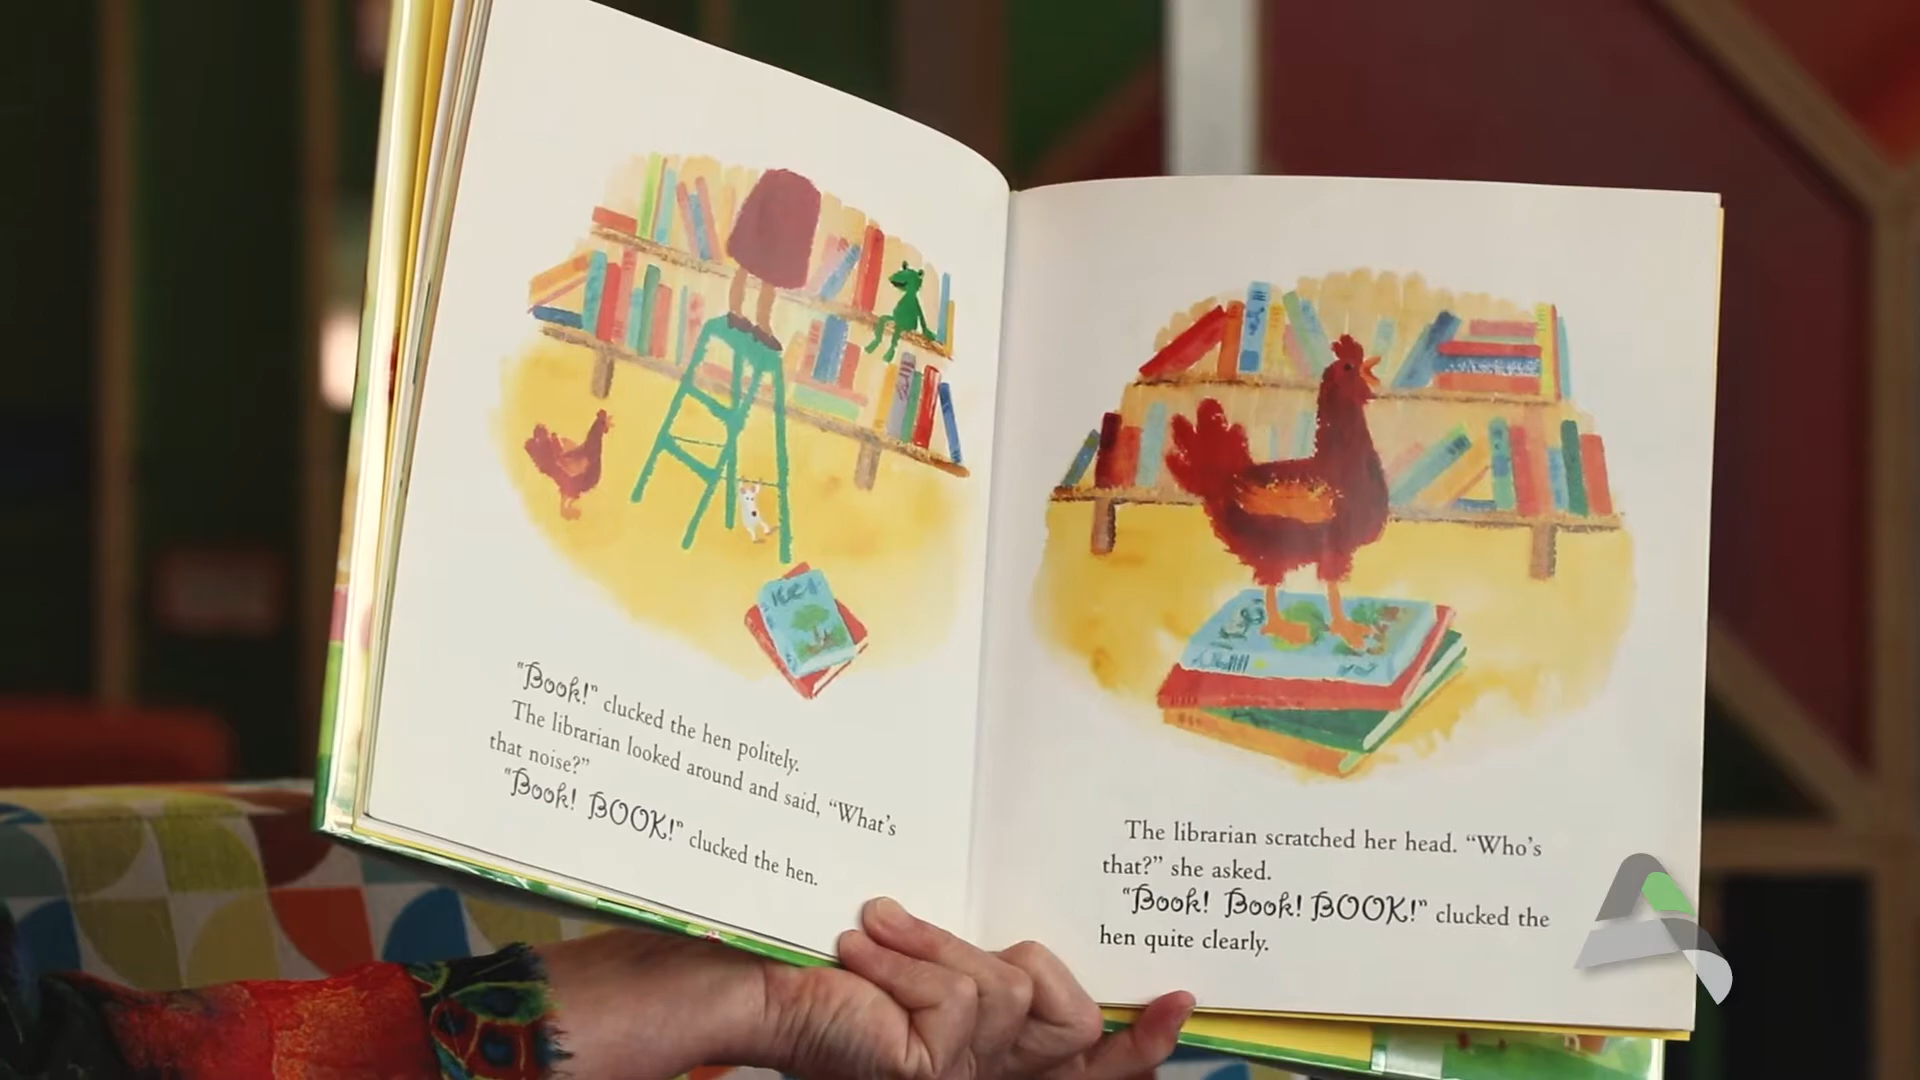 "Book!" clucked the hen politely.
The librarian looked around and said, "What's
that noise?"
"Book! BOOK!" clucked the hen.
The librarian scratched her head. "Who's
that?" she asked.
"Book! Book! BOOK!" clucked the
hen quite clearly.